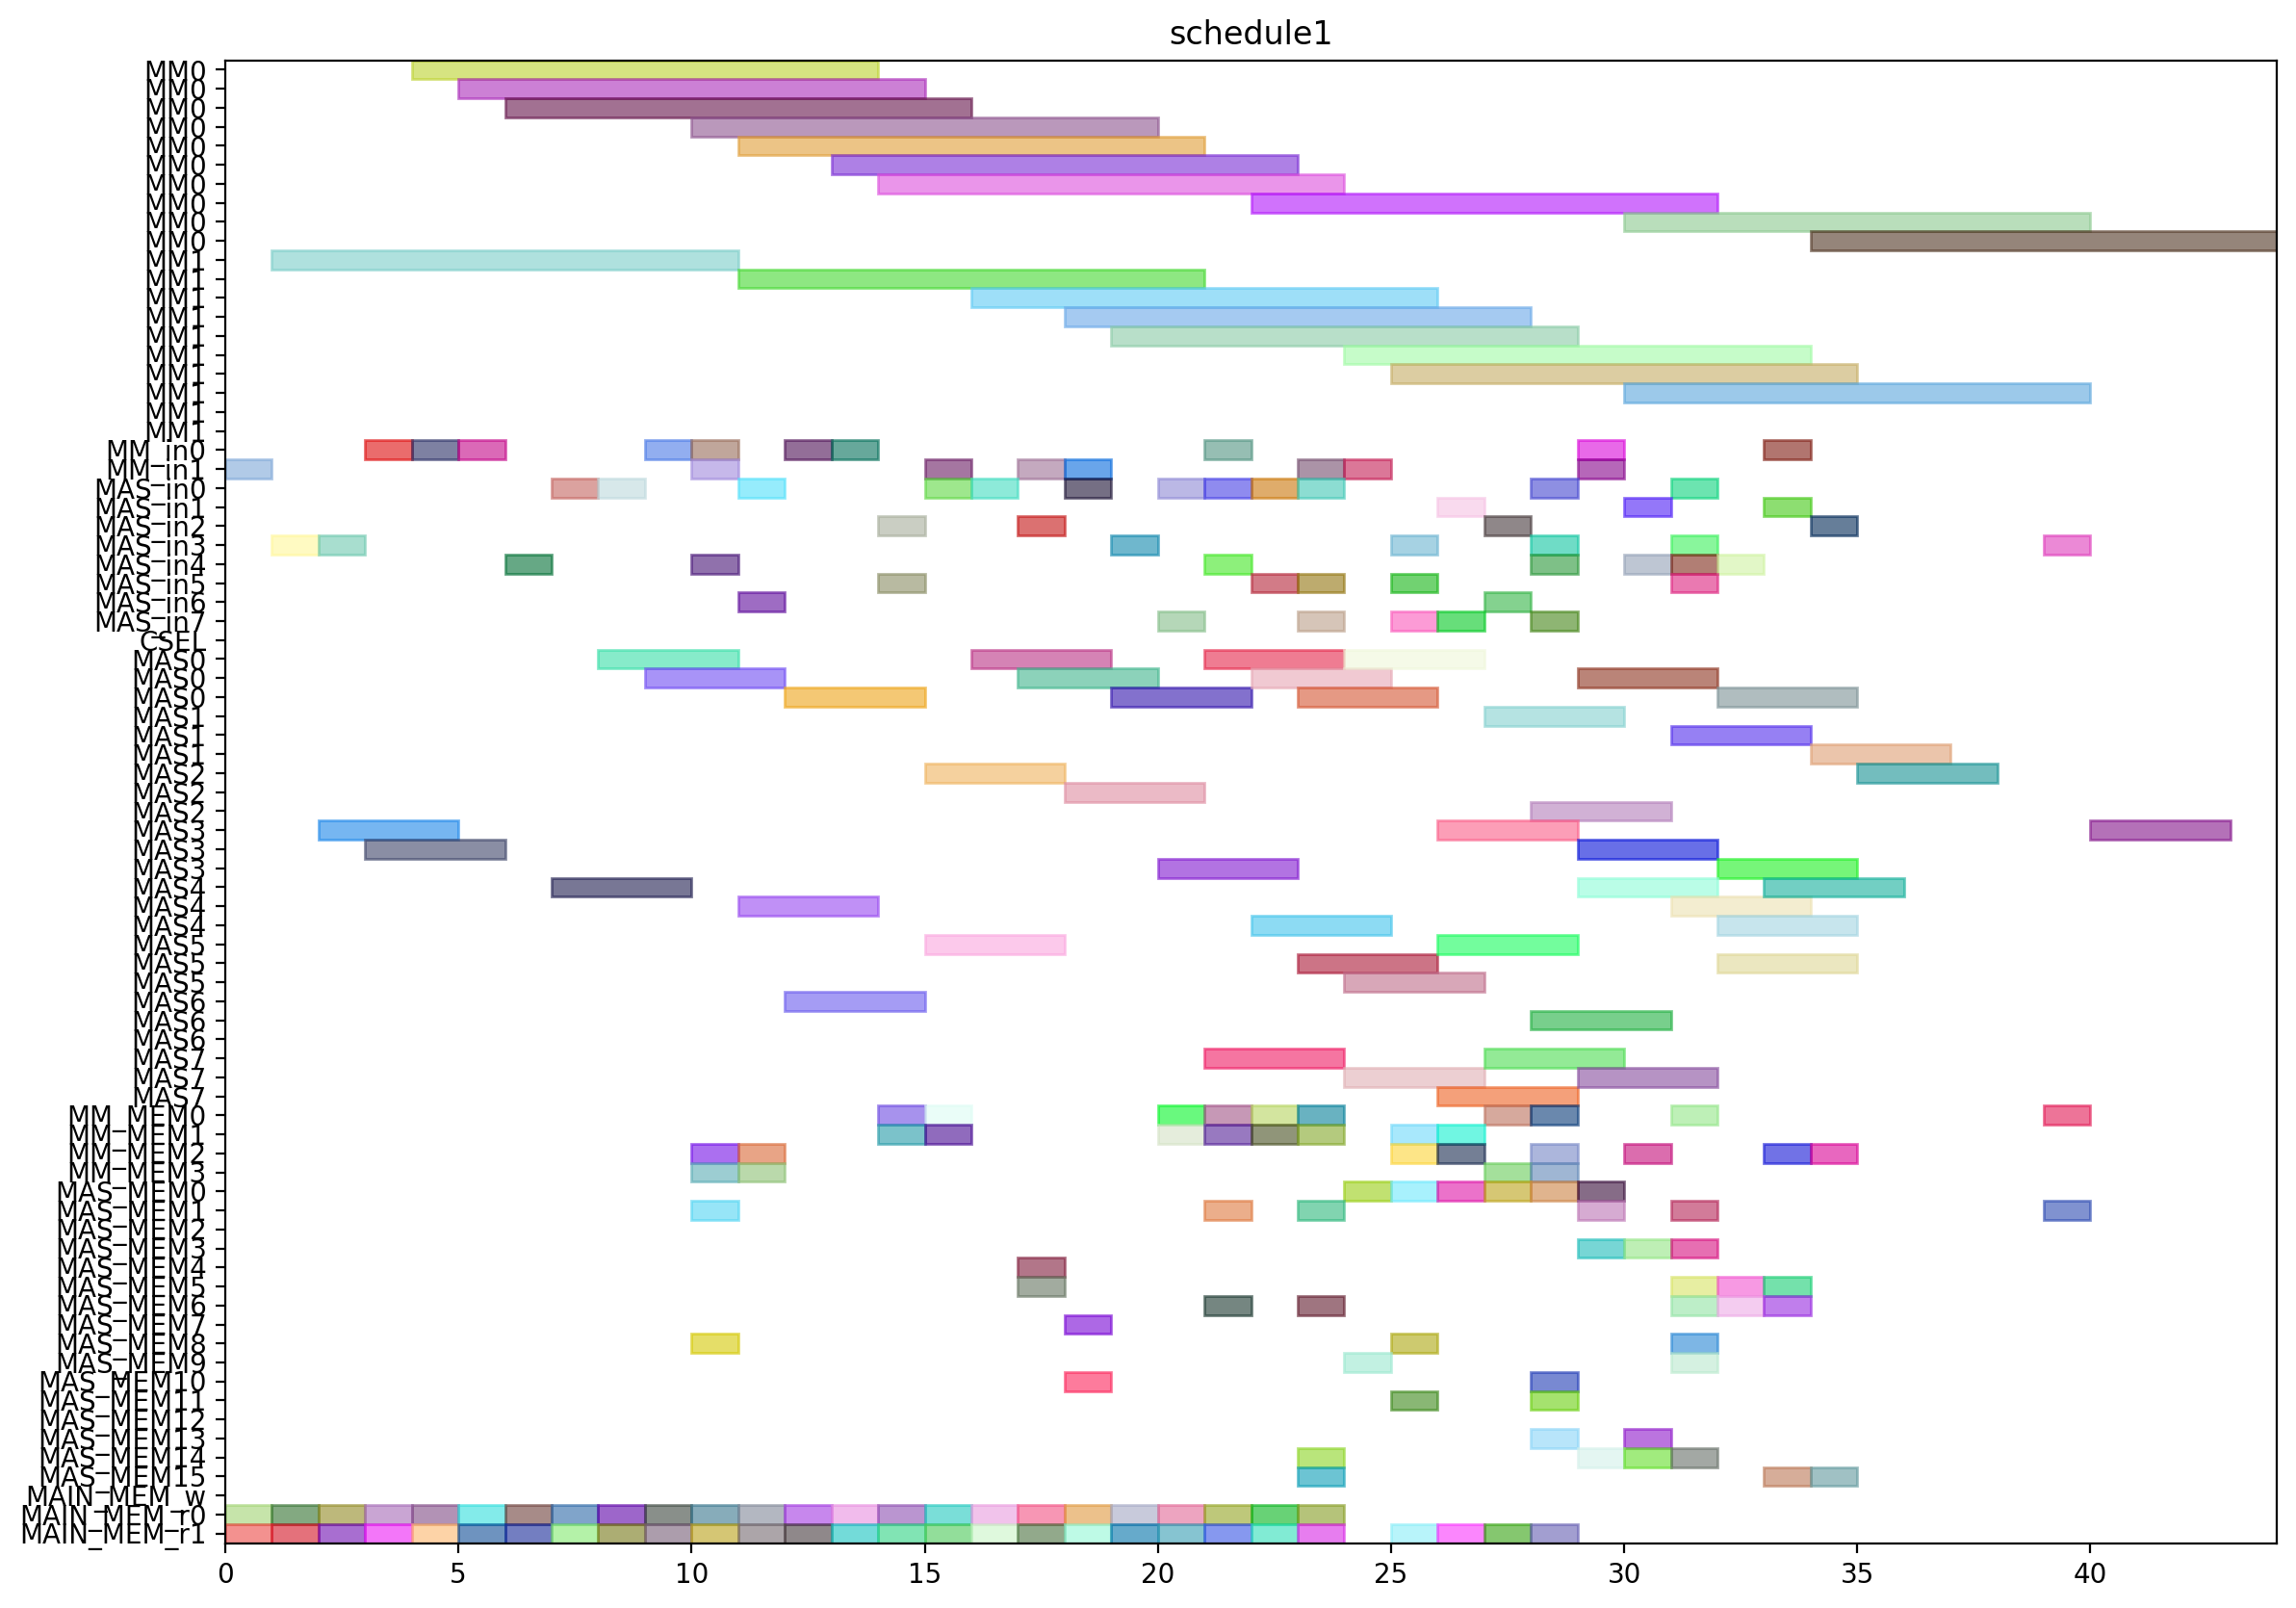 schedule1
MM0
MM0
MM0
MM0
MM0
MM0
MM0
MM0
MM0
MM0
MM1
MM1
MM1
MM1
MM1
MM1
MM1
MM1
MM1
MM1
MM_in0
MM_in1
MAS_in0
MAS_in1
MAS_in2
MAS_in3
MAS_in4
MAS_in5
MAS_in6
MAS_in7
CSEL
MAS0
MAS0
MAS0
MAS1
MAS1
MAS1
MAS2
MAS2
MAS2
MAS3
MAS3
MAS3
MAS4
MAS4
MAS4
MAS5
MAS5
MAS5
MAS6
MAS6
MAS6
MAS7
MAS7
MAS7
MM_MEM0
MM_MEM1
MM_MEM2
MM_MEM3
MAS_MEM0
MAS_MEM1
MAS_MEM2
MAS_MEM3
MAS_MEM4
MAS_MEM5
MAS_MEM6
MAS_MEM7
MAS_MEM8
MAS_MEM9
MAS_MEM10
MAS_MEM11
MAS_MEM12
MAS_MEM13
MAS_MEM14
MAS_MEM15
MAIN_MEM_w
MAIN_MEM_r0
MAIN_MEM_r1
0 5 10 15 20 25 30 35 40